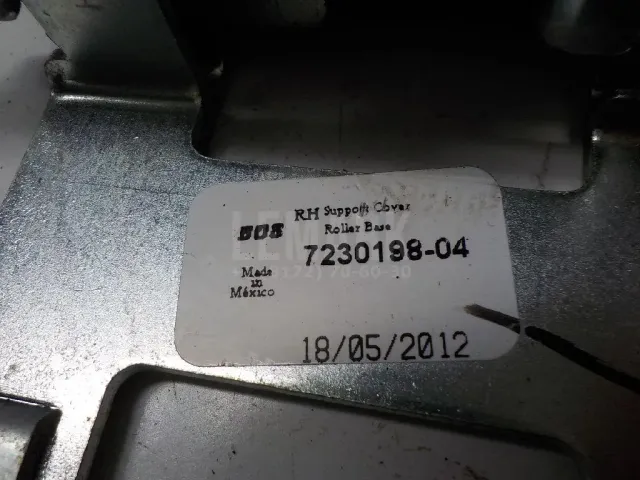 BOS
RH Support Cover
Roller Base
7230198-04
Made
in
México
18/05/2012